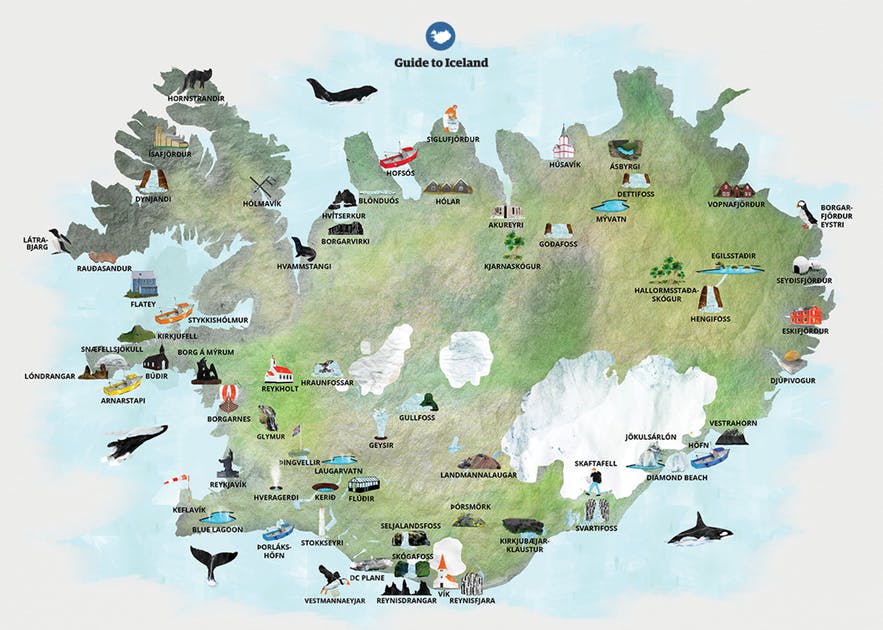 Guide to Iceland
HORNSTRANDIR
ÍSAFJÖRÐUR
DYNJANDI
HÓLMAVÍK
LÁTRA-
BJARG
RAUÐASANDUR
FLATEY
STYKKISHÓLMUR
KIRKJUFELL
SNÆFELLSJÖKULL
LÓNDRANGAR
ARNARSTAPI
BÚÐIR
BORG Á MÝRUM
SIGLUFJÖRÐUR
HOFSÓS
BLÖNDUÓS
HÓLAR
HVÍTSERKUR
BORGARVIRKI
HVAMMSTANGI
HÚSAVÍK
ÁSBYRGI
DETTIFOSS
MÝVATN
AKUREYRI
GOÐAFOSS
KJARNASKÓGUR
VOPNAFJÖRÐUR
BORGAR-
FJÖRÐUR
EYSTRI
EGILSSTAÐIR
SEYÐISFJÖRÐUR
HALLORMSSTAÐA-
SKÓGUR
HENGIFOSS
ESKIFJÖRÐUR
DJÚPIVOGUR
REYKHOLT
HRAUNFOSSAR
BORGARNES
GLYMUR
GULLFOSS
GEYSIR
ÞINGVELLIR
LAUGARVATN
REYKJAVÍK
HVERAGERÐI
KERIÐ
FLÚÐIR
LANDMANNALAUGAR
KEFLAVÍK
BLUE LAGOON
ÞORLÁKS-
HÖFN
STOKKSEYRI
SELJALANDSFOSS
ÞÓRSMÖRK
KIRKJUBÆJAR-
KLAUSTUR
SKÓGAFOSS
DC PLANE
VESTMANNAEYJAR
REYNISDRANGAR
VÍK
REYNISFJARA
SKAFTAFELL
SVARTIFOSS
JÖKULSÁRLÓN
DIAMOND BEACH
HÖFN
VESTRAHORN